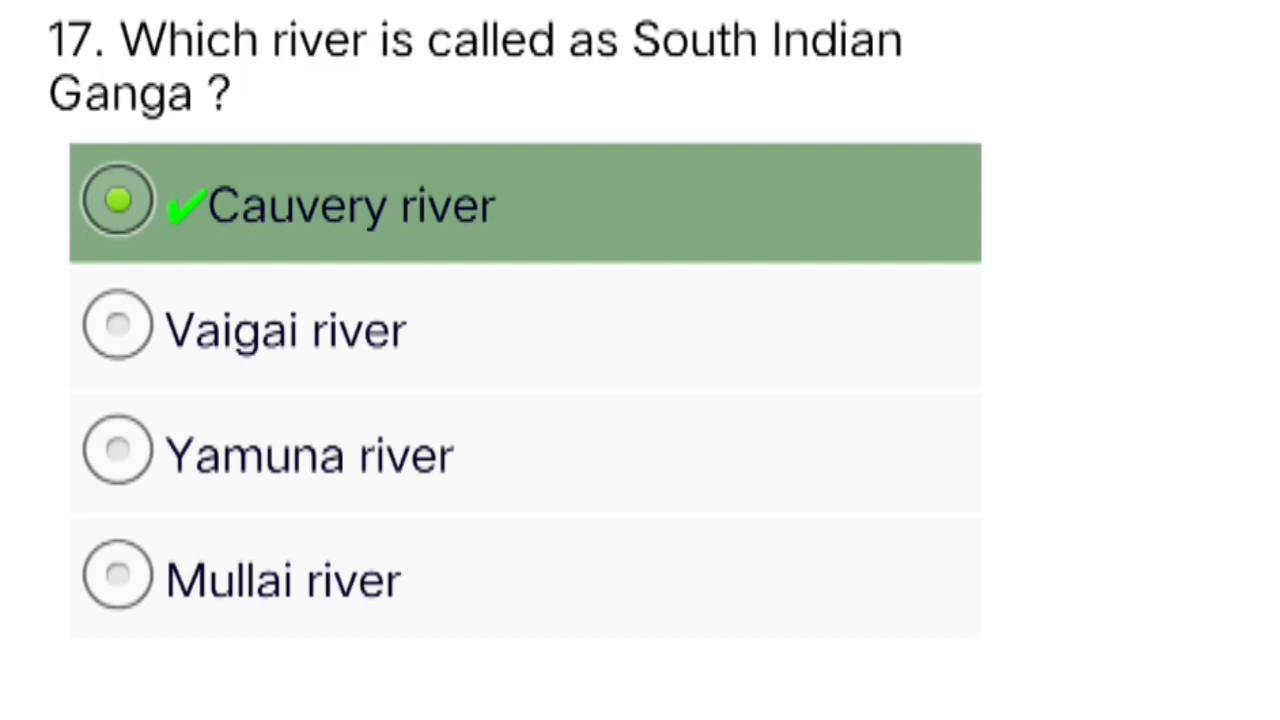 17. Which river is called as South Indian
Ganga ?
✔Cauvery river
Vaigai river
Yamuna river
Mullai river